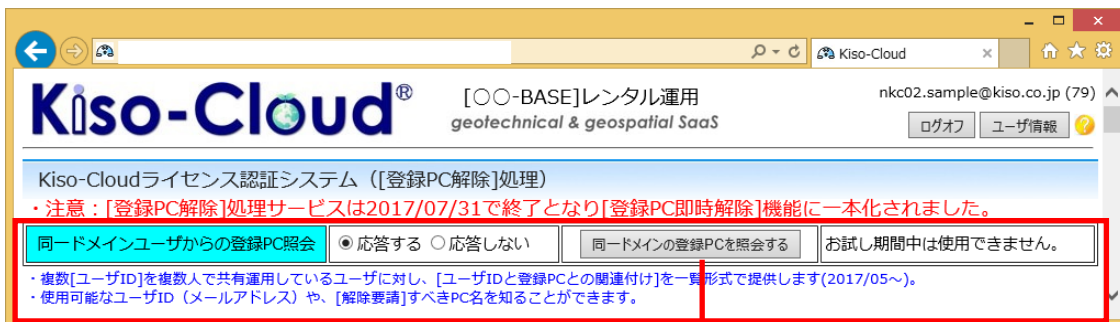 Kiso-Cloud
Kiso-Cloud®
[○○-BASE]レンタル運用
geotechnical & geospatial SaaS
nkc02.sample@kiso.co.jp (79)
ログオフ ユーザ情報 ?
Kiso-Cloudライセンス認証システム（[登録PC解除]処理）
・注意：[登録PC解除]処理サービスは2017/07/31で終了となり[登録PC即時解除]機能に一本化されました。
同一ドメインユーザからの登録PC照会 応答する 応答しない 同一ドメインの登録PCを照会する お試し期間中は使用できません。
・複数[ユーザID]を複数人で共有運用しているユーザに対し、[ユーザIDと登録PCとの関連付け]を一覧形式で提供します(2017/05～)。
・使用可能なユーザID（メールアドレス）や、[解除要請]すべきPC名を知ることができます。